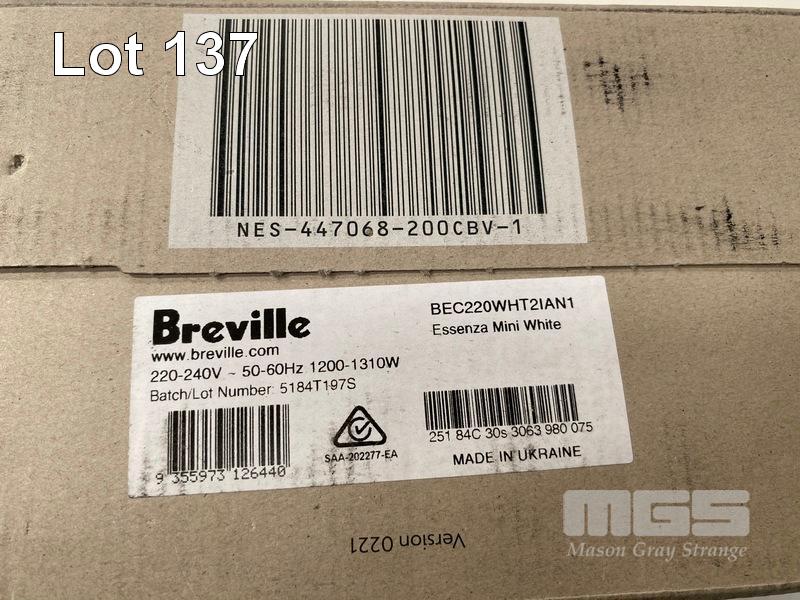 Lot 137
NES-447068-200CBV-1
Breville
www.breville.com
220-240V ~ 50-60Hz 1200-1310W
Batch/Lot Number: 5184T197S
9 355973 126440
SAA-202277-EA
BEC220WHT2IAN1
Essenza Mini White
251 84C 30s 3063 980 075
MADE IN UKRAINE
Version 0221
MGS
Mason Gray Strange